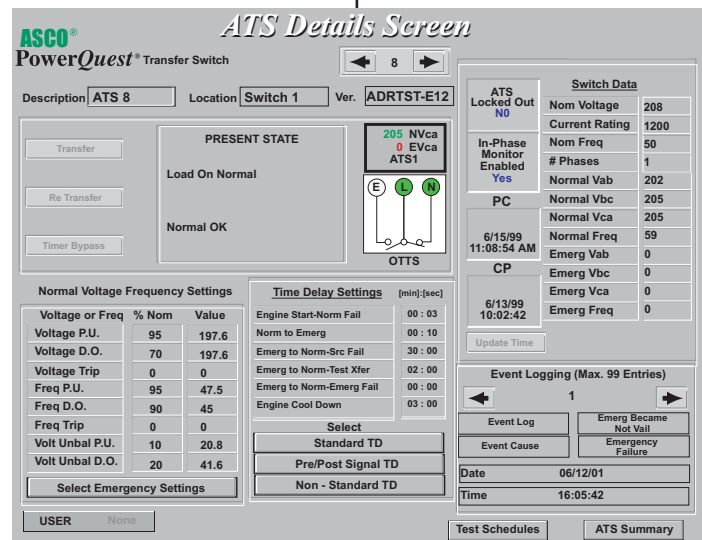 ATS Details Screen
ASCO®
PowerQuest® Transfer Switch
8
Description ATS 8 Location Switch 1 Ver. ADRTST-E12
Transfer
Re Transfer
Timer Bypass
PRESENT STATE
Load On Normal
Normal OK
205 NVca
0 EVca
ATS1
E L N
OTTS
ATS
Locked Out
N0
In-Phase
Monitor
Enabled
Yes
PC
6/15/99
11:08:54 AM
CP
6/13/99
10:02:42
Update Time
Switch Data
Nom Voltage 208
Current Rating 1200
Nom Freq 50
# Phases 1
Normal Vab 202
Normal Vbc 205
Normal Vca 205
Normal Freq 59
Emerg Vab 0
Emerg Vbc 0
Emerg Vca 0
Emerg Freq 0
Normal Voltage Frequency Settings
Voltage or Freq % Nom Value
Voltage P.U. 95 197.6
Voltage D.O. 70 197.6
Voltage Trip 0 0
Freq P.U. 95 47.5
Freq D.O. 90 45
Freq Trip 0 0
Volt Unbal P.U. 10 20.8
Volt Unbal D.O. 20 41.6
Select Emergency Settings
Time Delay Settings [min]:[sec]
Engine Start-Norm Fail 00 : 03
Norm to Emerg 00 : 10
Emerg to Norm-Src Fail 30 : 00
Emerg to Norm-Test Xfer 02 : 00
Emerg to Norm-Emerg Fail 00 : 00
Engine Cool Down 03 : 00
Select
Standard TD
Pre/Post Signal TD
Non - Standard TD
Event Logging (Max. 99 Entries)
1
Event Log
Emerg Became
Not Vail
Event Cause
Emergency
Failure
Date 06/12/01
Time 16:05:42
USER None
Test Schedules
ATS Summary